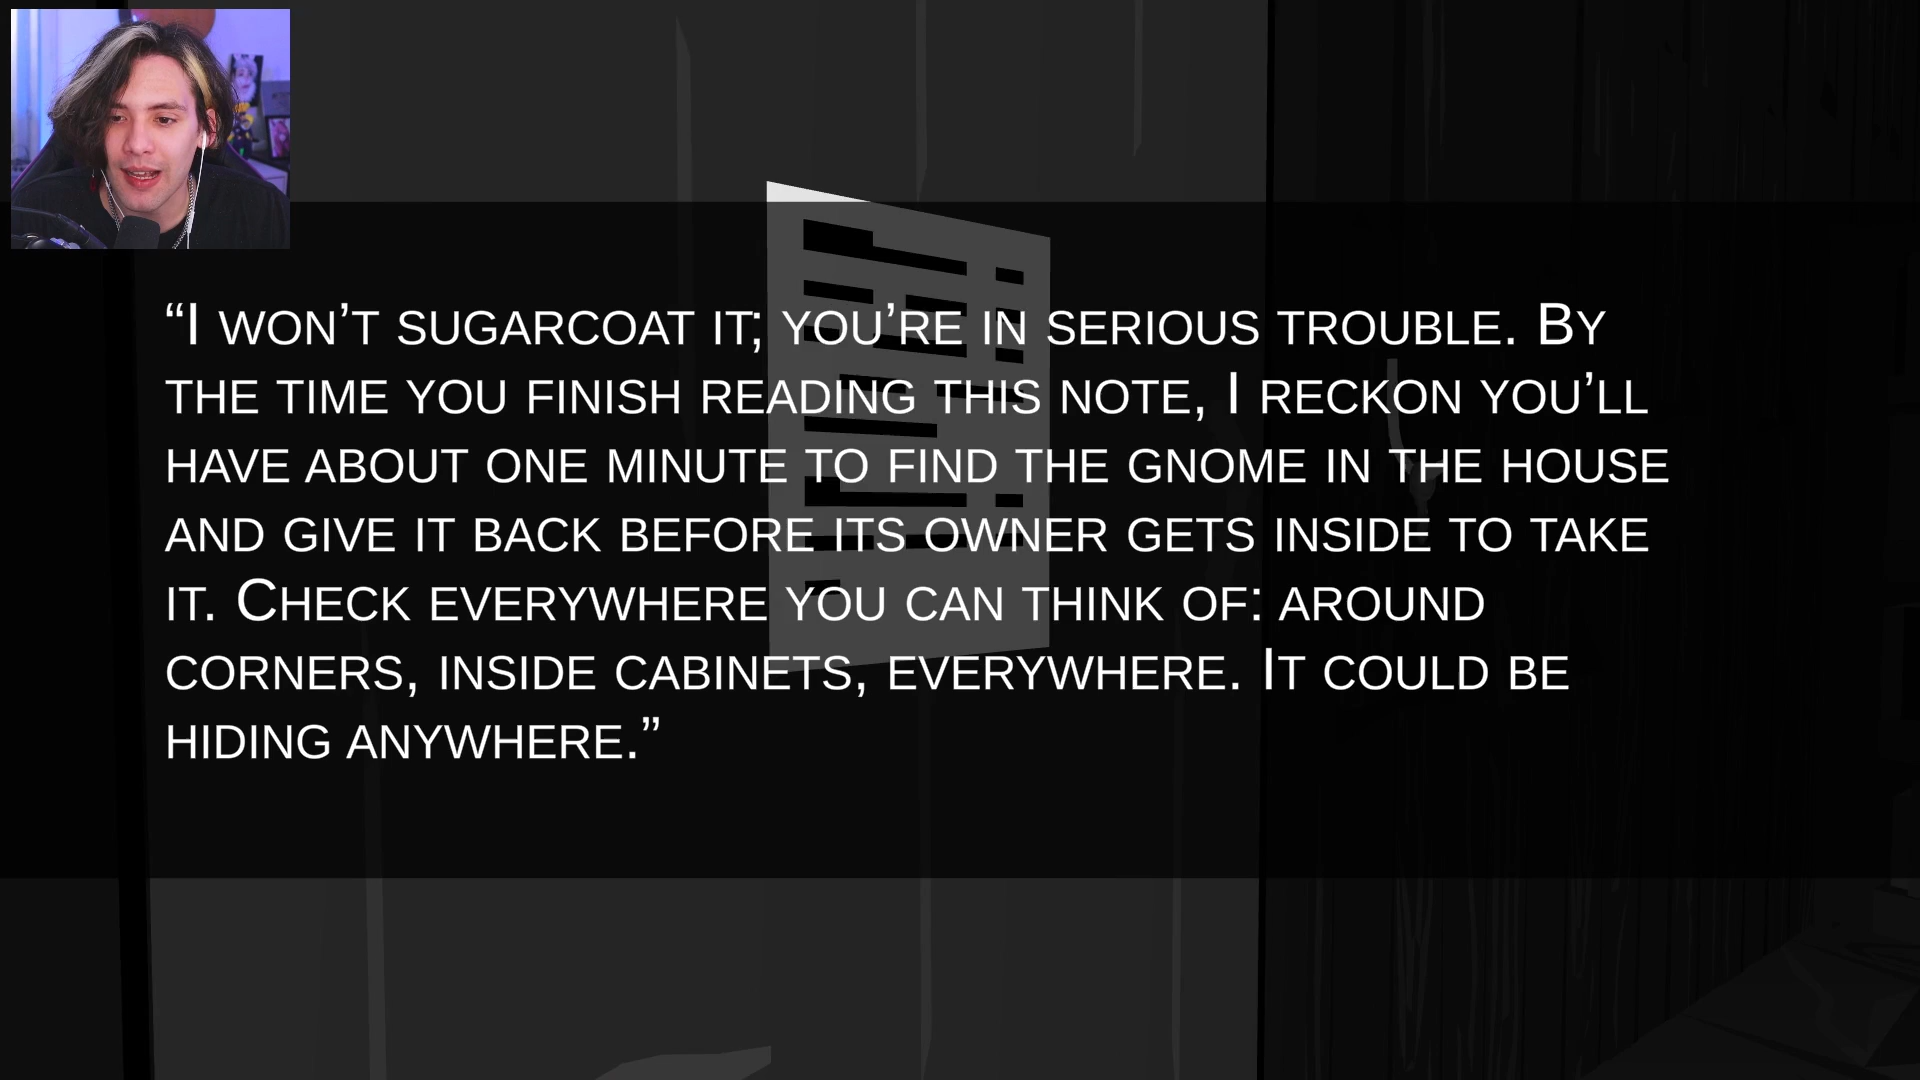 “I WON’T SUGARCOAT IT; YOU’RE IN SERIOUS TROUBLE. BY
THE TIME YOU FINISH READING THIS NOTE, I RECKON YOU’LL
HAVE ABOUT ONE MINUTE TO FIND THE GNOME IN THE HOUSE
AND GIVE IT BACK BEFORE ITS OWNER GETS INSIDE TO TAKE
IT. CHECK EVERYWHERE YOU CAN THINK OF: AROUND
CORNERS, INSIDE CABINETS, EVERYWHERE. IT COULD BE
HIDING ANYWHERE.”